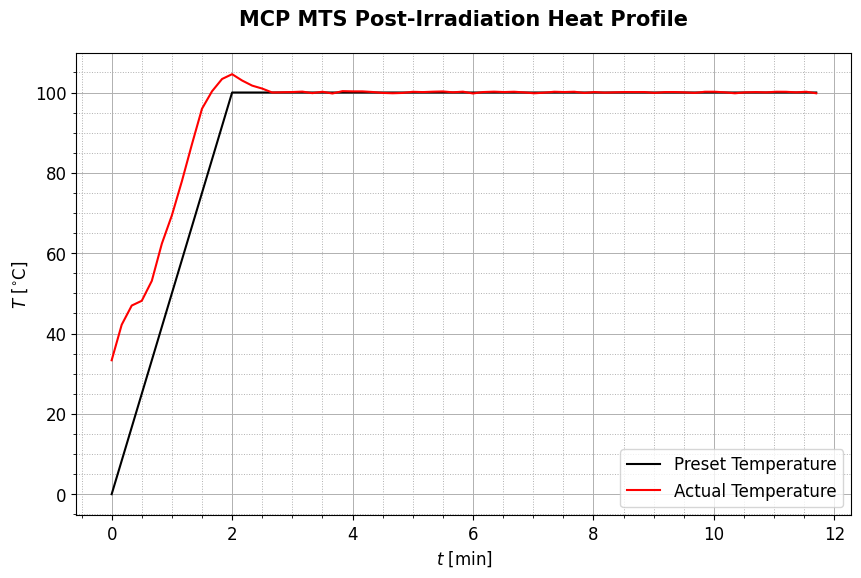 MCP MTS Post-Irradiation Heat Profile
T [°C]
100
80
60
40
20
0
0 2 4 6 8 10 12
t [min]
Preset Temperature
Actual Temperature